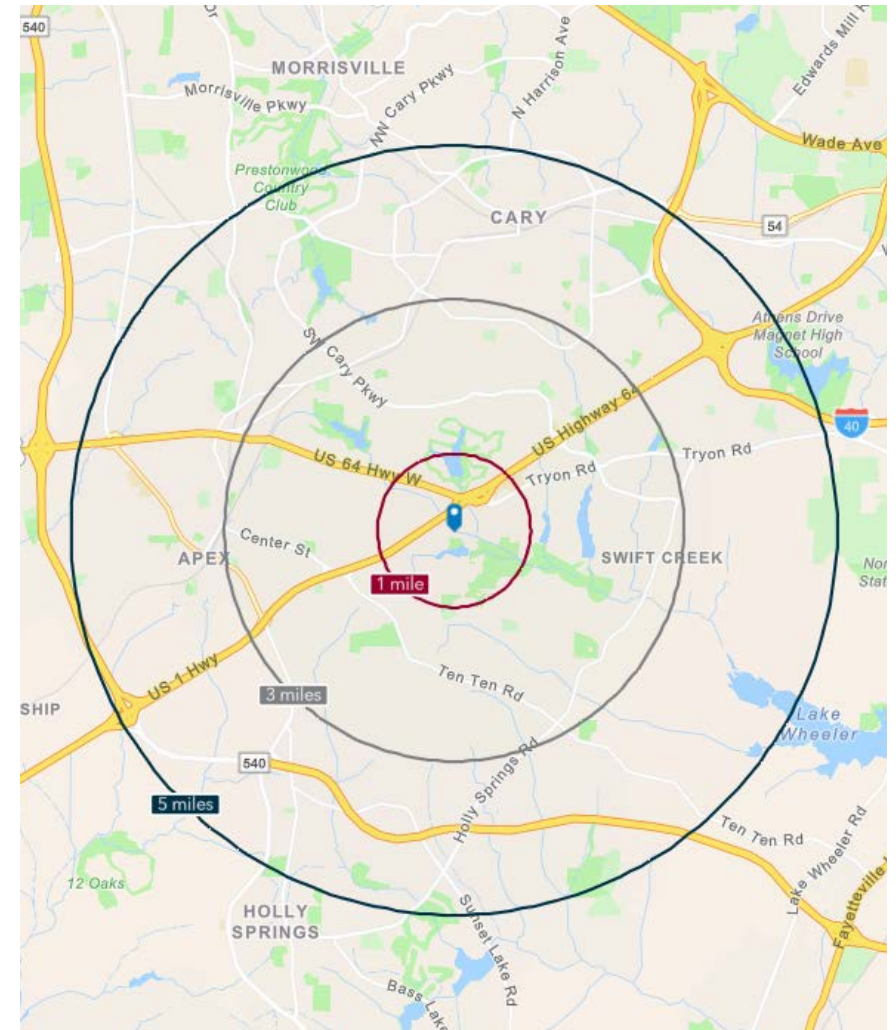 540
MORRISVILLE
Morrisville Pkwy
NW Cary Pkwy
N Harrison Ave
Edwards Mill
Wade Ave
Prestonwood
Country
Club
CARY
54
SW Cary Pkwy
US Highway 64
Athens Drive
Magnet High
School
40
US 64 Hwy W
Tryon Rd
Tryon Rd
Center St
APEX
SWIFT CREEK
1 mile
US 1 Hwy
Ten Ten Rd
3 miles
SHIP
Lake
Wheeler
540
5 miles
Holly Springs Rd
Ten Ten Rd
Lake Wheeler Rd
Fayetteville
12 Oaks
HOLLY
SPRINGS
Sunset Lake Rd
Bass Lake